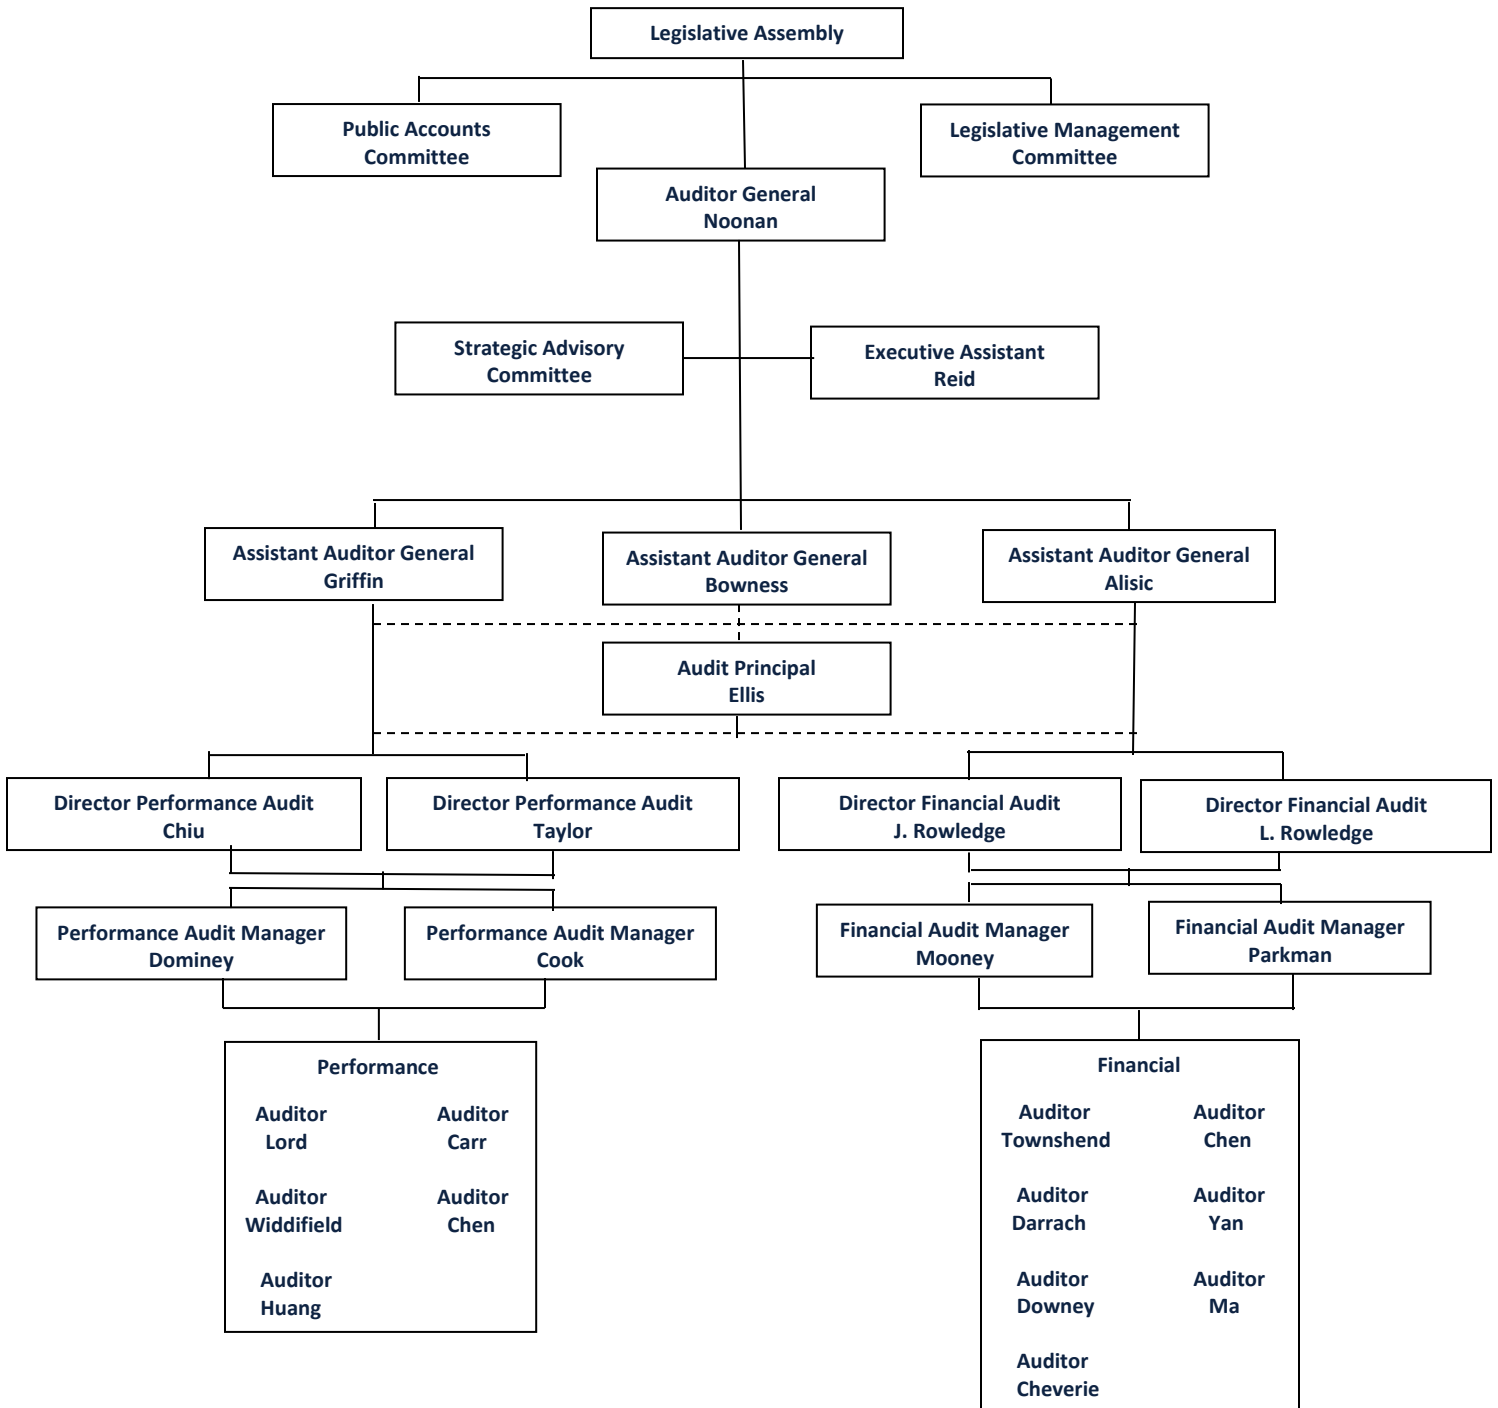 Legislative Assembly
Public Accounts
Committee
Legislative Management
Committee
Auditor General
Noonan
Strategic Advisory
Committee
Executive Assistant
Reid
Assistant Auditor General
Griffin
Assistant Auditor General
Bowness
Assistant Auditor General
Alisic
Audit Principal
Ellis
Director Performance Audit
Chiu
Director Performance Audit
Taylor
Director Financial Audit
J. Rowledge
Director Financial Audit
L. Rowledge
Performance Audit Manager
Dominey
Performance Audit Manager
Cook
Financial Audit Manager
Mooney
Financial Audit Manager
Parkman
Performance
Auditor
Lord
Auditor
Carr
Auditor
Widdifield
Auditor
Chen
Auditor
Huang
Financial
Auditor
Townshend
Auditor
Chen
Auditor
Darrach
Auditor
Yan
Auditor
Downey
Auditor
Ma
Auditor
Cheverie